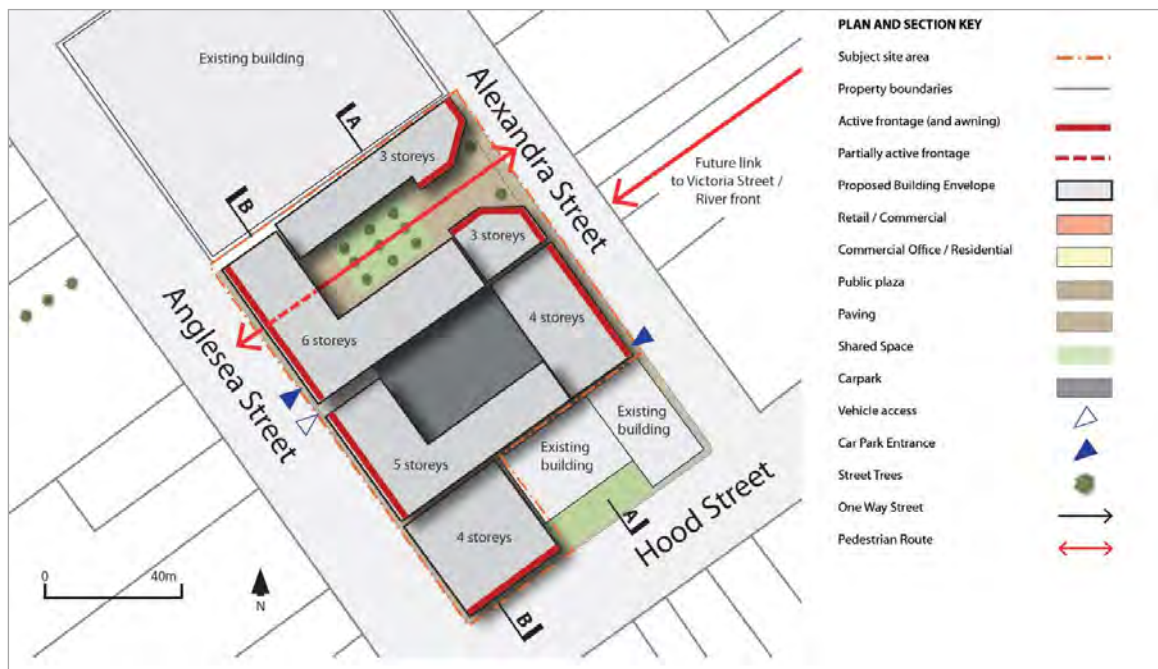 Existing building
A
B
3 storeys
Alexandra Street
Future link
to Victoria Street /
River front
3 storeys
4 storeys
6 storeys
Anglesea Street
5 storeys
Existing
building
Existing
building
4 storeys
A
Hood Street
B
0
40m
N
PLAN AND SECTION KEY
Subject site area
Property boundaries
Active frontage (and awning)
Partially active frontage
Proposed Building Envelope
Retail / Commercial
Commercial Office / Residential
Public plaza
Paving
Shared Space
Carpark
Vehicle access
Car Park Entrance
Street Trees
One Way Street
Pedestrian Route